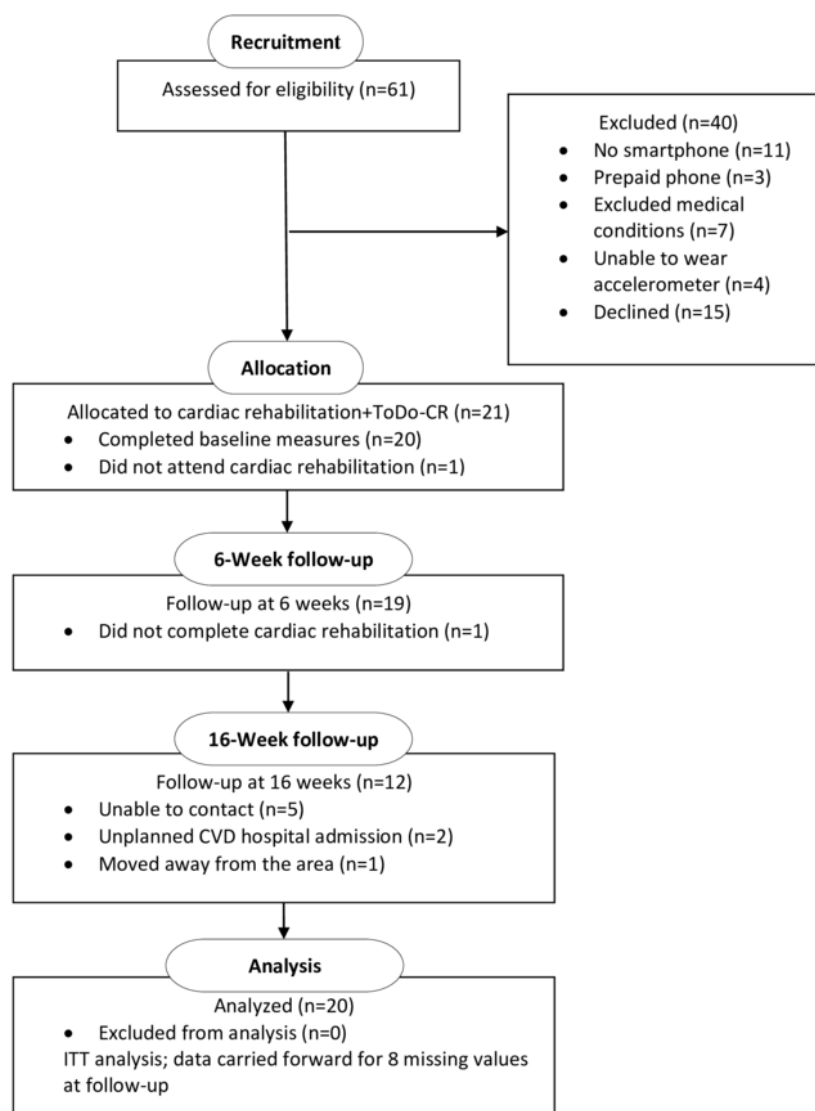 Recruitment
Assessed for eligibility (n=61)
Excluded (n=40)
• No smartphone (n=11)
• Prepaid phone (n=3)
• Excluded medical
conditions (n=7)
• Unable to wear
accelerometer (n=4)
• Declined (n=15)
Allocation
Allocated to cardiac rehabilitation+ToDo-CR (n=21)
• Completed baseline measures (n=20)
• Did not attend cardiac rehabilitation (n=1)
6-Week follow-up
Follow-up at 6 weeks (n=19)
• Did not complete cardiac rehabilitation (n=1)
16-Week follow-up
Follow-up at 16 weeks (n=12)
• Unable to contact (n=5)
• Unplanned CVD hospital admission (n=2)
• Moved away from the area (n=1)
Analysis
Analyzed (n=20)
• Excluded from analysis (n=0)
ITT analysis; data carried forward for 8 missing values
at follow-up